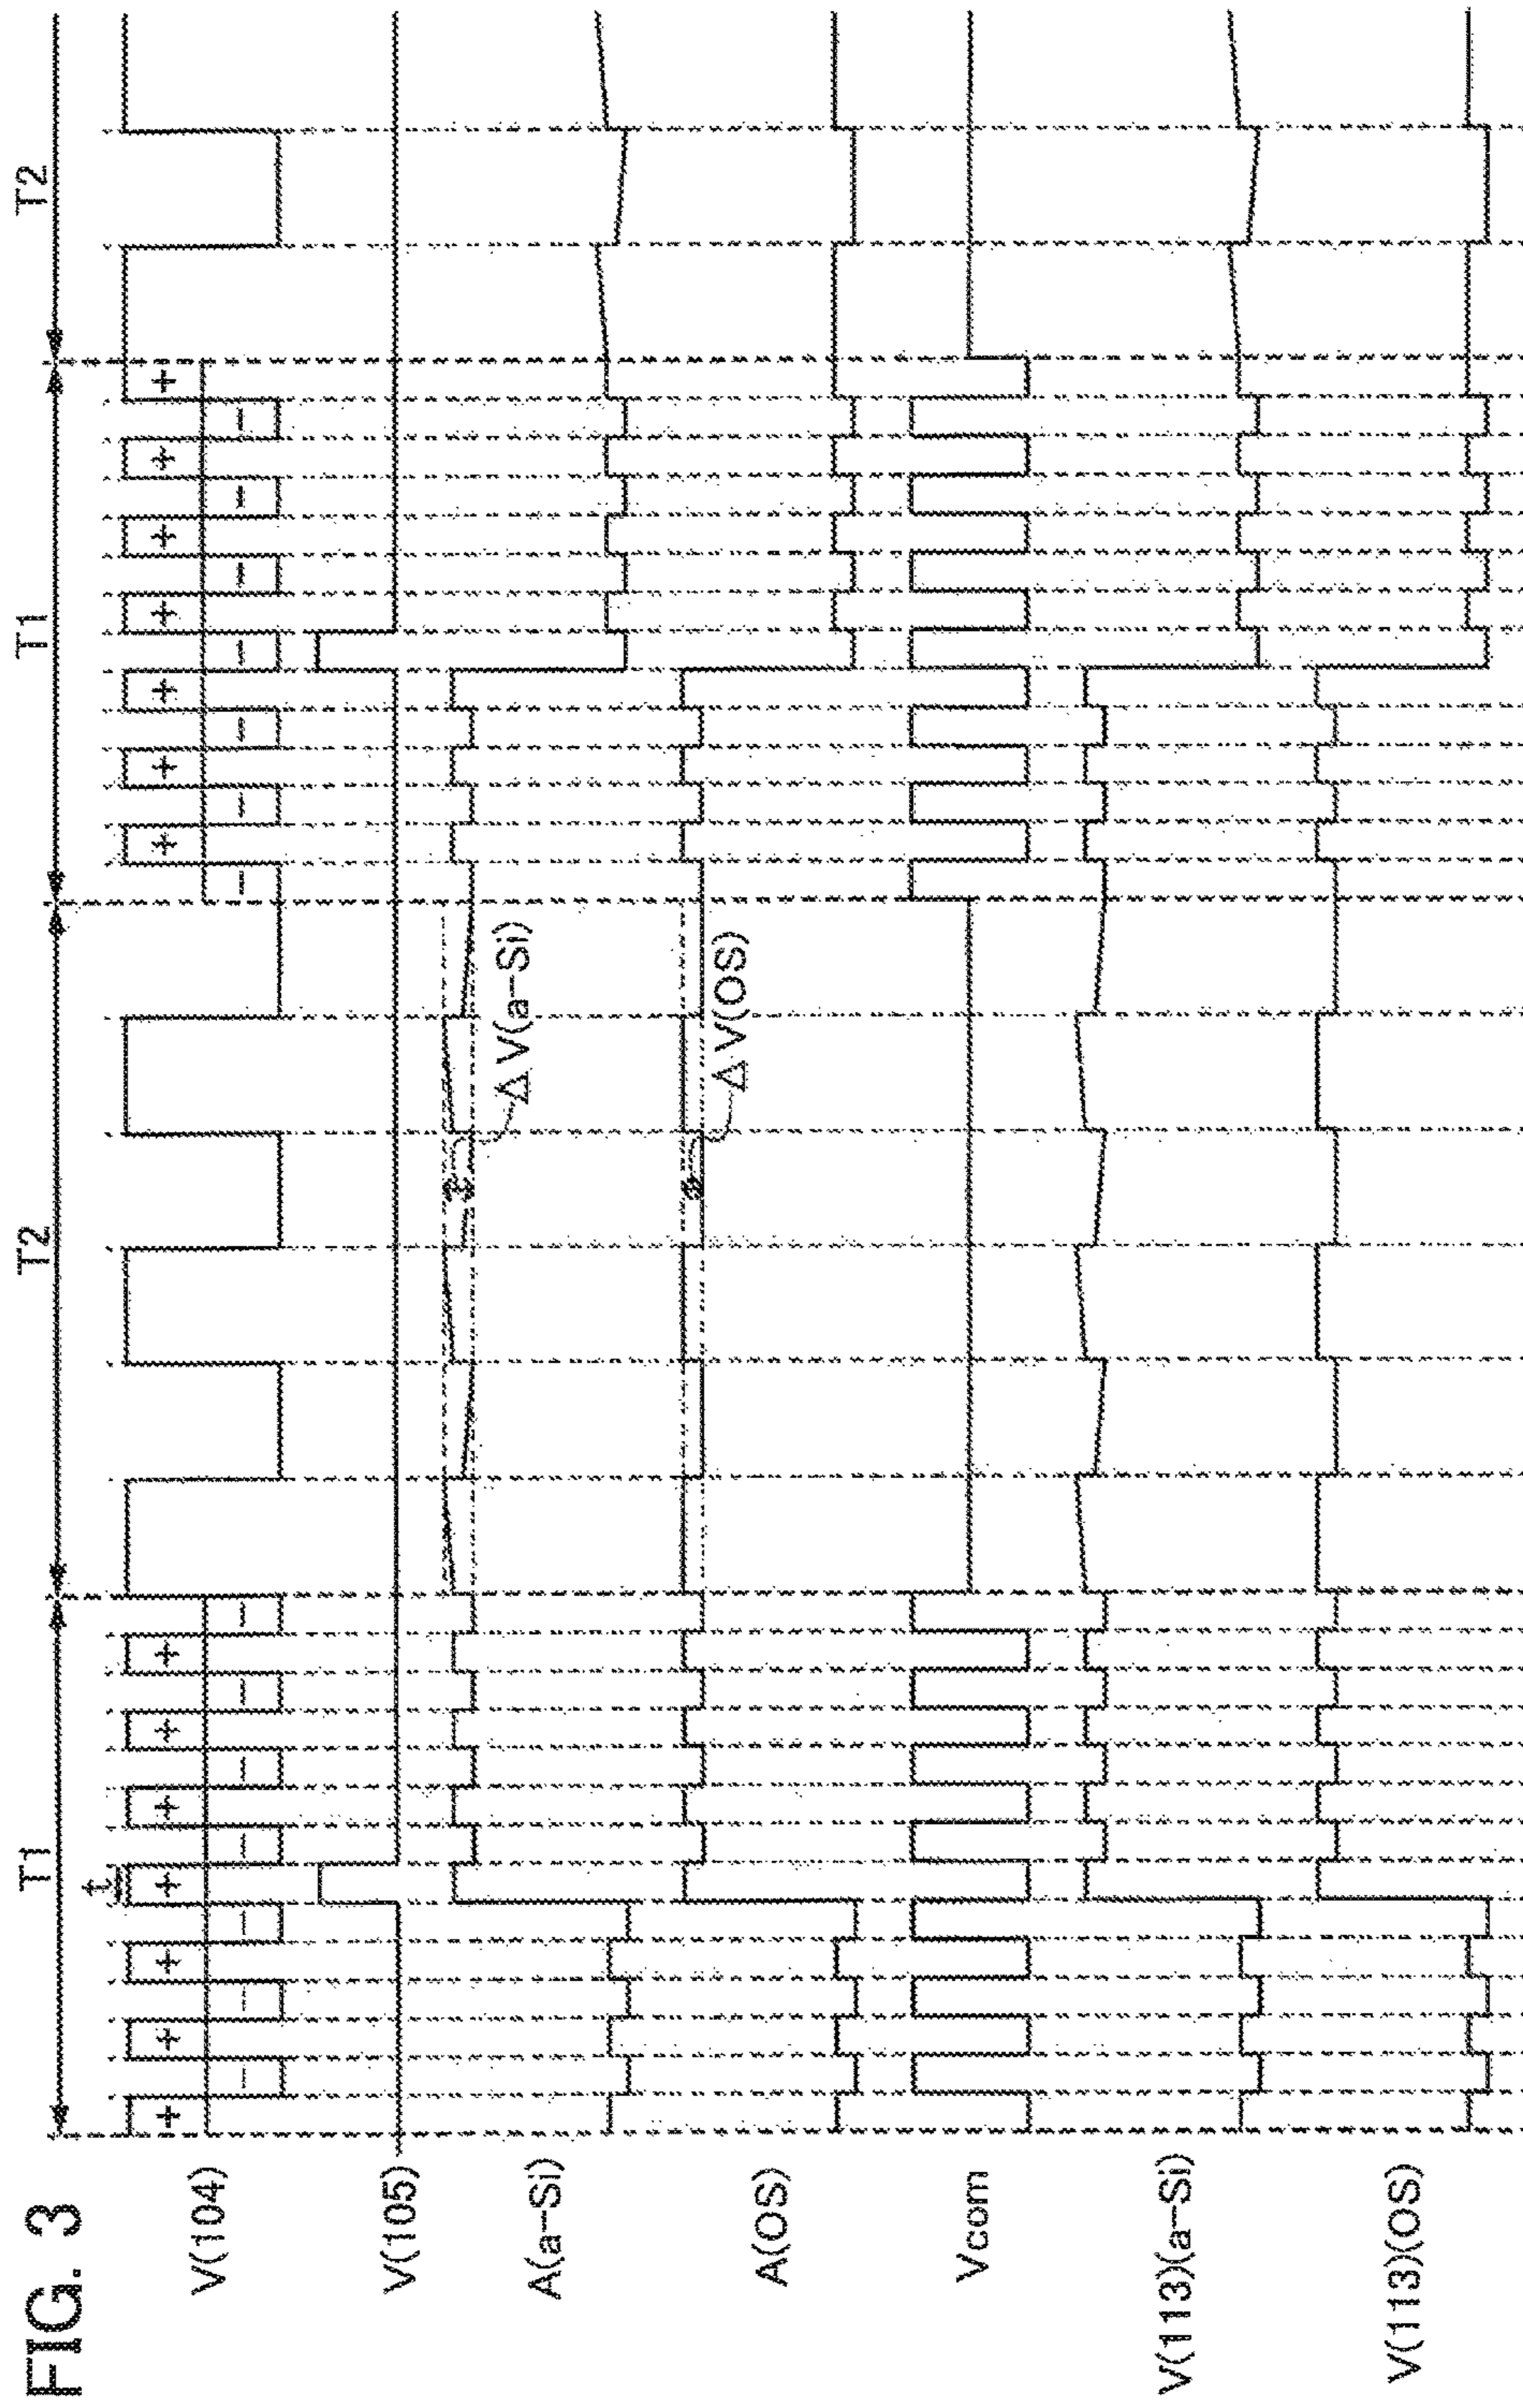 FIG. 3
T1 T2 T1 T2
t
V(104) + − + − + − + − + − + − + − − + − + − + − + − + − + − +
V(105)
A(a-Si)
ΔV(a-Si)
A(OS)
ΔV(OS)
Vcom
V(113)(a-Si)
V(113)(OS)